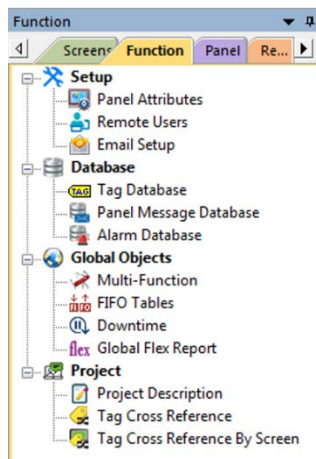 Function
Screens Function Panel Re...
Setup
Panel Attributes
Remote Users
Email Setup
Database
TAG Tag Database
Panel Message Database
Alarm Database
Global Objects
Multi-Function
FIFO FIFO Tables
Downtime
flex Global Flex Report
Project
Project Description
Tag Cross Reference
Tag Cross Reference By Screen